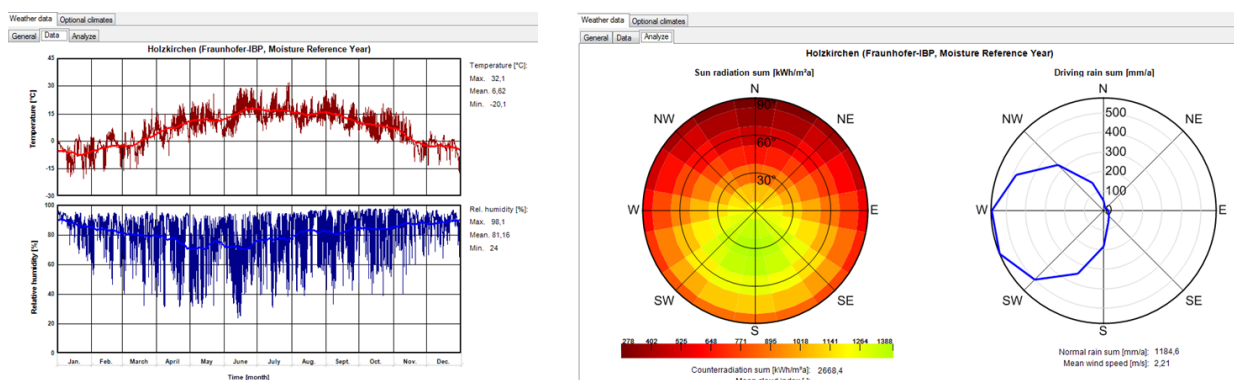 Weather data Optional climates
General Data Analyze
Holzkirchen (Fraunhofer-IBP, Moisture Reference Year)
Temperature [°C]
45
30
15
0
-15
-30
Temperature [°C]:
Max. 32,1
Mean 6,62
Min. -20,1
Relative humidity [%]
100
80
60
40
20
0
Rel. humidity [%]:
Max. 98,1
Mean 81,16
Min. 24
Jan. Feb. March April May June July Aug. Sept. Oct. Nov. Dec.
Time [month]
Weather data Optional climates
General Data Analyze
Holzkirchen (Fraunhofer-IBP, Moisture Reference Year)
Sun radiation sum [kWh/m²a]
N
NW NE
90°
60°
30°
W E
SW SE
S
278 402 525 648 771 895 1018 1141 1264 1388
Counterradiation sum [kWh/m²a]: 2668,4
Driving rain sum [mm/a]
N
NW NE
500
400
300
200
100
0
W E
SW SE
S
Normal rain sum [mm/a]: 1184,6
Mean wind speed [m/s]: 2,21